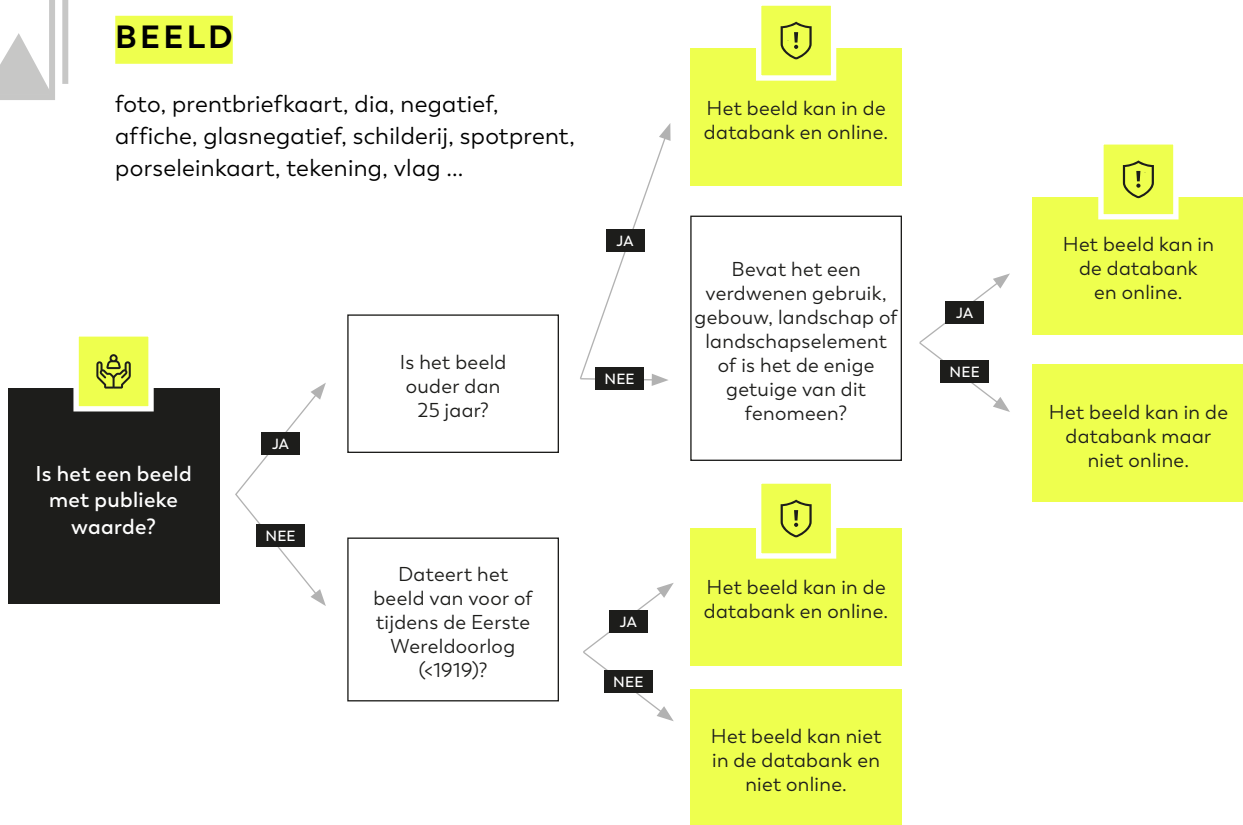 BEELD
foto, prentbriefkaart, dia, negatief,
affiche, glasnegatief, schilderij, spotprent,
porseleinkaart, tekening, vlag ...
Is het een beeld
met publieke
waarde?
JA
NEE
Is het beeld
ouder dan
25 jaar?
JA
NEE
Het beeld kan in de
databank en online.
Bevat het een
verdwenen gebruik,
gebouw, landschap of
landschapselement
of is het de enige
getuige van dit
fenomeen?
JA
NEE
Het beeld kan in
de databank
en online.
Het beeld kan in de
databank maar
niet online.
Dateert het
beeld van voor of
tijdens de Eerste
Wereldoorlog
(<1919)?
JA
NEE
Het beeld kan in de
databank en online.
Het beeld kan niet
in de databank en
niet online.